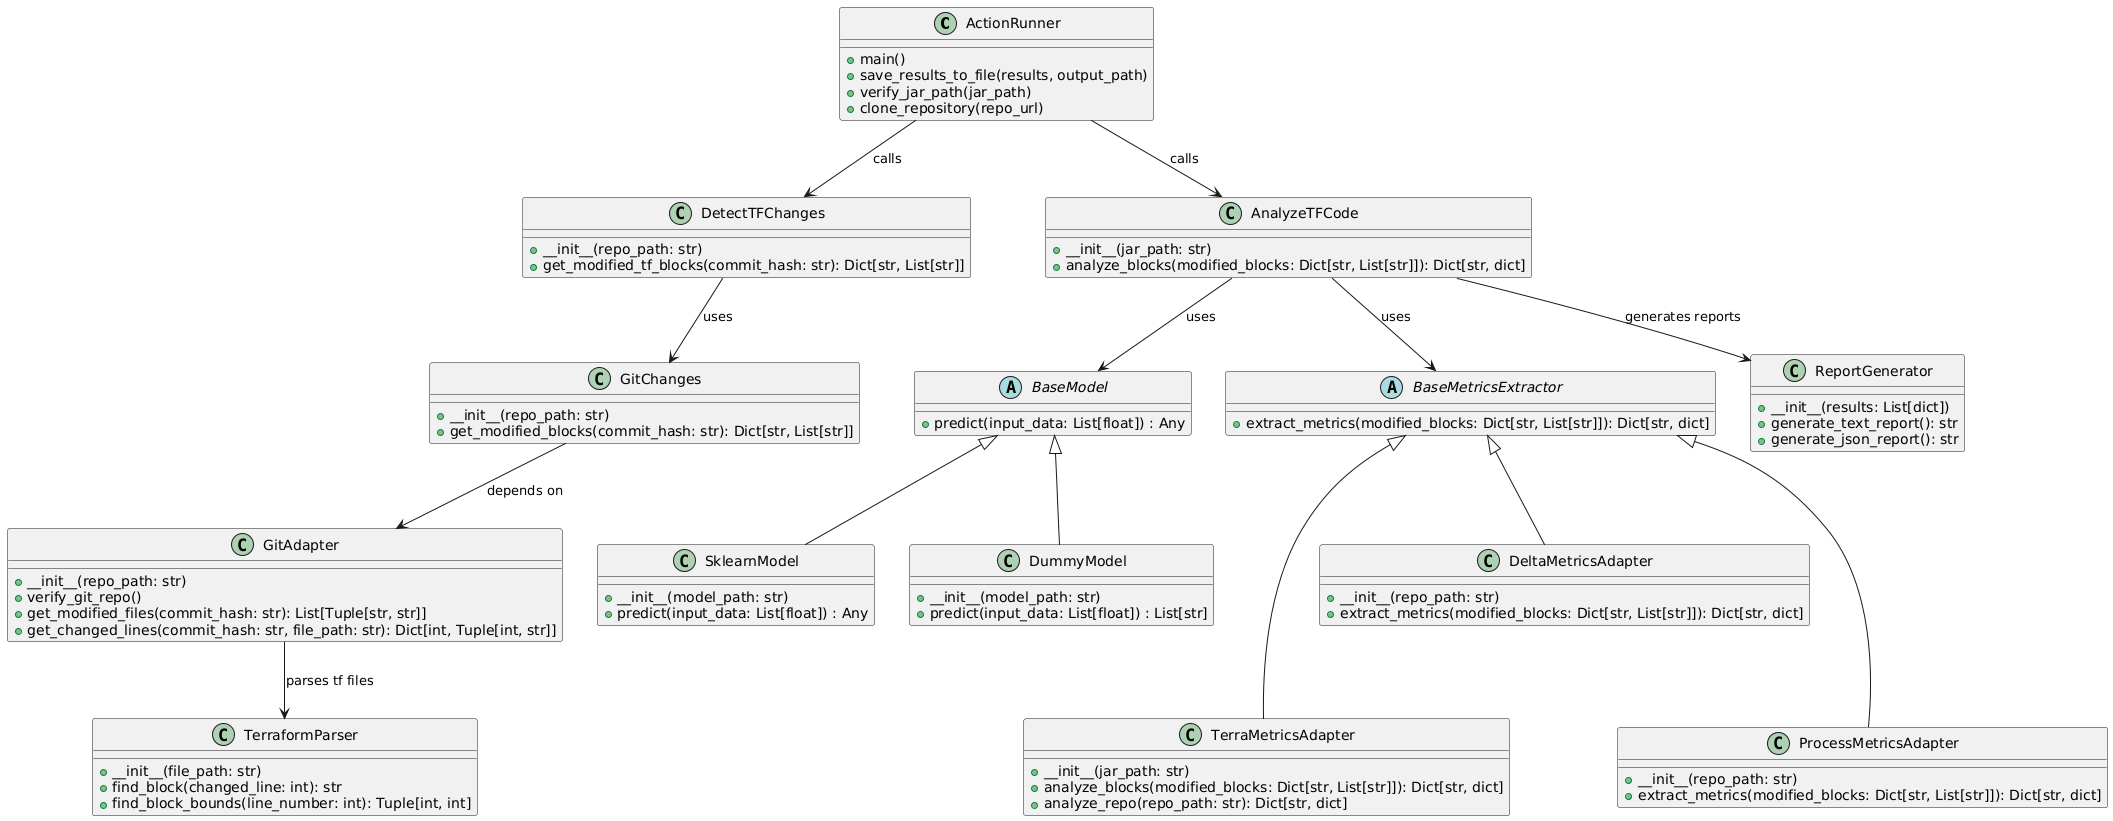 C ActionRunner
main()
save_results_to_file(results, output_path)
verify_jar_path(jar_path)
clone_repository(repo_url)
calls
calls
C DetectTFChanges
__init__(repo_path: str)
get_modified_tf_blocks(commit_hash: str): Dict[str, List[str]]
C AnalyzeTFCode
__init__(jar_path: str)
analyze_blocks(modified_blocks: Dict[str, List[str]]): Dict[str, dict]
uses
uses
uses
generates reports
C GitChanges
__init__(repo_path: str)
get_modified_blocks(commit_hash: str): Dict[str, List[str]]
A BaseModel
predict(input_data: List[float]) : Any
A BaseMetricsExtractor
extract_metrics(modified_blocks: Dict[str, List[str]]): Dict[str, dict]
C ReportGenerator
__init__(results: List[dict])
generate_text_report(): str
generate_json_report(): str
depends on
C GitAdapter
__init__(repo_path: str)
verify_git_repo()
get_modified_files(commit_hash: str): List[Tuple[str, str]]
get_changed_lines(commit_hash: str, file_path: str): Dict[int, Tuple[int, str]]
C SklearnModel
__init__(model_path: str)
predict(input_data: List[float]) : Any
C DummyModel
__init__(model_path: str)
predict(input_data: List[float]) : List[str]
C DeltaMetricsAdapter
__init__(repo_path: str)
extract_metrics(modified_blocks: Dict[str, List[str]]): Dict[str, dict]
parses tf files
C TerraformParser
__init__(file_path: str)
find_block(changed_line: int): str
find_block_bounds(line_number: int): Tuple[int, int]
C TerraMetricsAdapter
__init__(jar_path: str)
analyze_blocks(modified_blocks: Dict[str, List[str]]): Dict[str, dict]
analyze_repo(repo_path: str): Dict[str, dict]
C ProcessMetricsAdapter
__init__(repo_path: str)
extract_metrics(modified_blocks: Dict[str, List[str]]): Dict[str, dict]